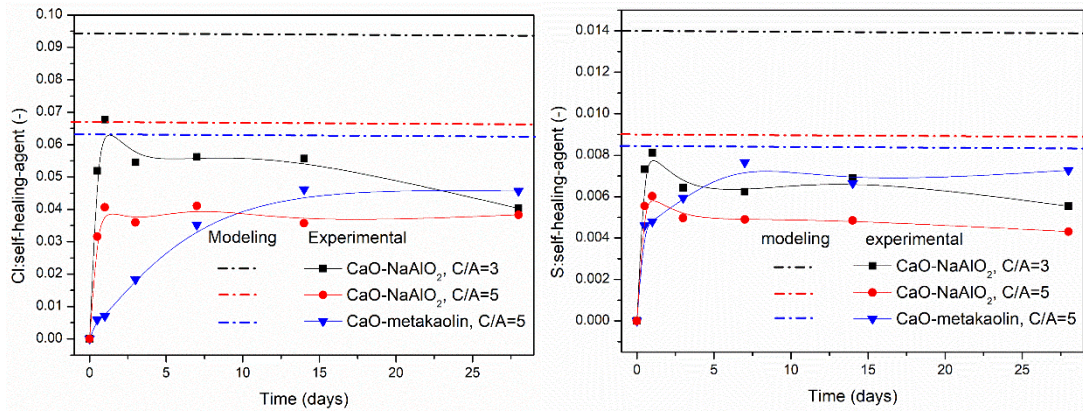 0.10
0.09
0.08
0.07
0.06
0.05
0.04
0.03
0.02
0.01
0.00
Cl:self-healing-agent (-)
Modeling Experimental
CaO-NaAlO₂, C/A=3
CaO-NaAlO₂, C/A=5
CaO-metakaolin, C/A=5
0 5 10 15 20 25
Time (days)
0.014
0.012
0.010
0.008
0.006
0.004
0.002
0.000
S:self-healing-agent (-)
modeling experimental
CaO-NaAlO₂, C/A=3
CaO-NaAlO₂, C/A=5
CaO-metakaolin, C/A=5
0 5 10 15 20 25
Time (days)